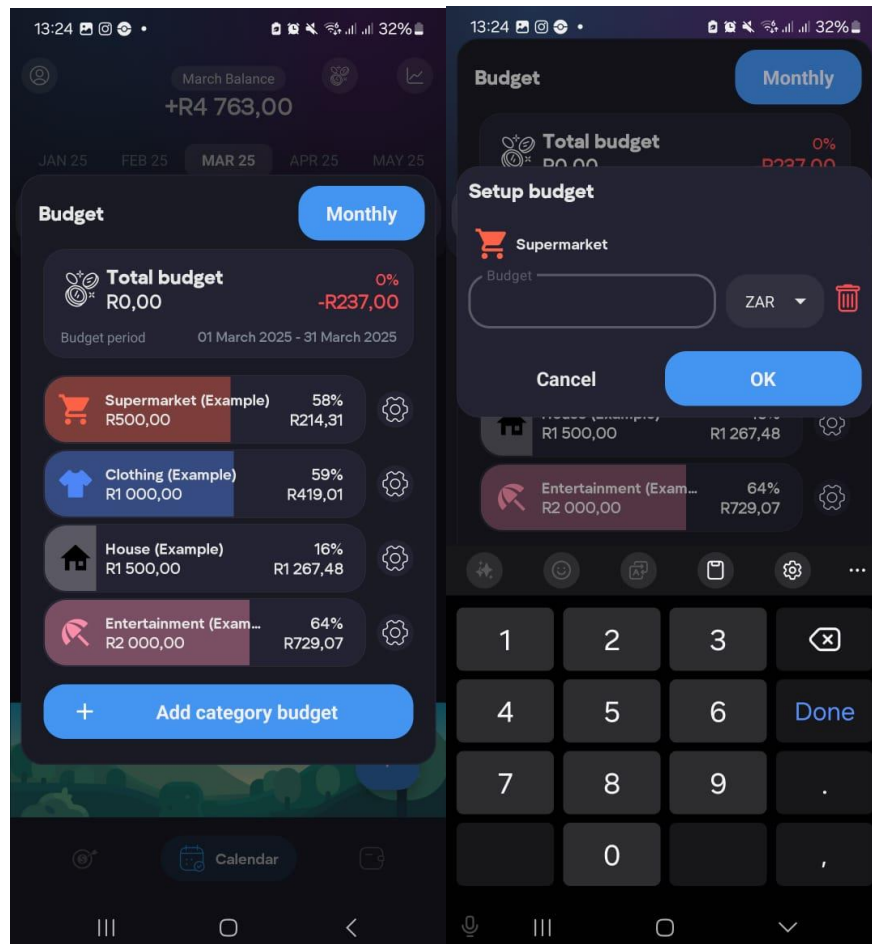 13:24
32%
March Balance
+R4 763,00
JAN 25 FEB 25 MAR 25 APR 25 MAY 25
Budget
Monthly
Total budget
0%
R0,00
-R237,00
Budget period
01 March 2025 - 31 March 2025
Supermarket (Example)
58%
R500,00
R214,31
Clothing (Example)
59%
R1 000,00
R419,01
House (Example)
16%
R1 500,00
R1 267,48
Entertainment (Exam...
64%
R2 000,00
R729,07
+ Add category budget
Calendar
13:24
32%
Budget
Monthly
Total budget
0%
R0,00
R237,00
Setup budget
Supermarket
Budget
ZAR
Cancel
OK
R1 500,00
R1 267,48
Entertainment (Exam...
64%
R2 000,00
R729,07
1 2 3
4 5 6 Done
7 8 9 .
0 ,